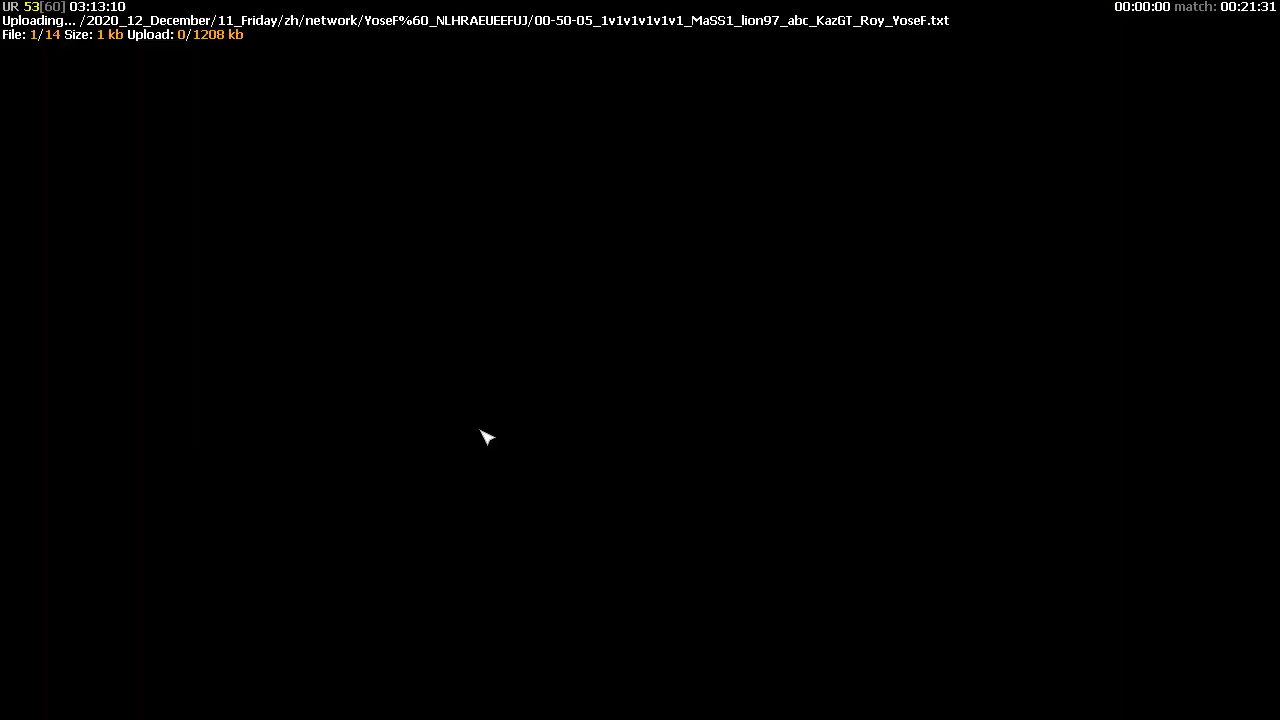 UR 53[60] 03:13:10 00:00:00 match: 00:21:31
Uploading... /2020_12_December/11_Friday/zh/network/YoseF%60_NLHRAEUEEFUJ/00-50-05_1v1v1v1v1v1_MaSS1_lion97_abc_KazGT_Roy_YoseF.txt
File: 1/14 Size: 1 kb Upload: 0/1208 kb